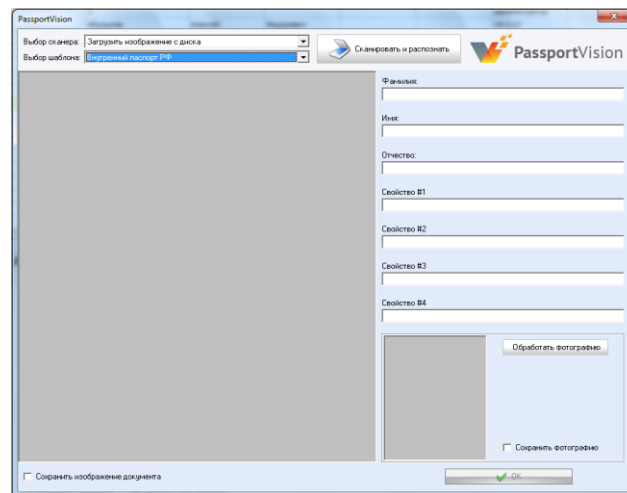 PassportVision
Выбор сканера: Загрузить изображение с диска
Сканировать и распознать
PassportVision
Выбор шаблона: Внутренний паспорт РФ
Фамилия:
Имя:
Отчество:
Свойство #1
Свойство #2
Свойство #3
Свойство #4
Обработать фотографию
Сохранить фотографию
Сохранить изображение документа
OK